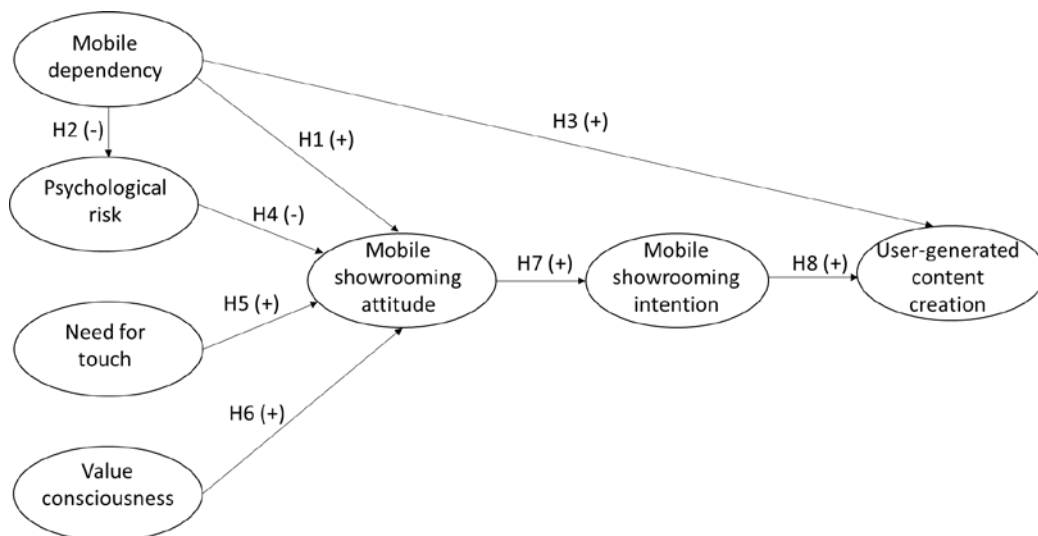 Mobile
dependency
H3 (+)
H2 (-)
H1 (+)
Psychological
risk
H4 (-)
Mobile
showrooming
attitude
H7 (+)
Mobile
showrooming
intention
H8 (+)
User-generated
content
creation
H5 (+)
Need for
touch
H6 (+)
Value
consciousness